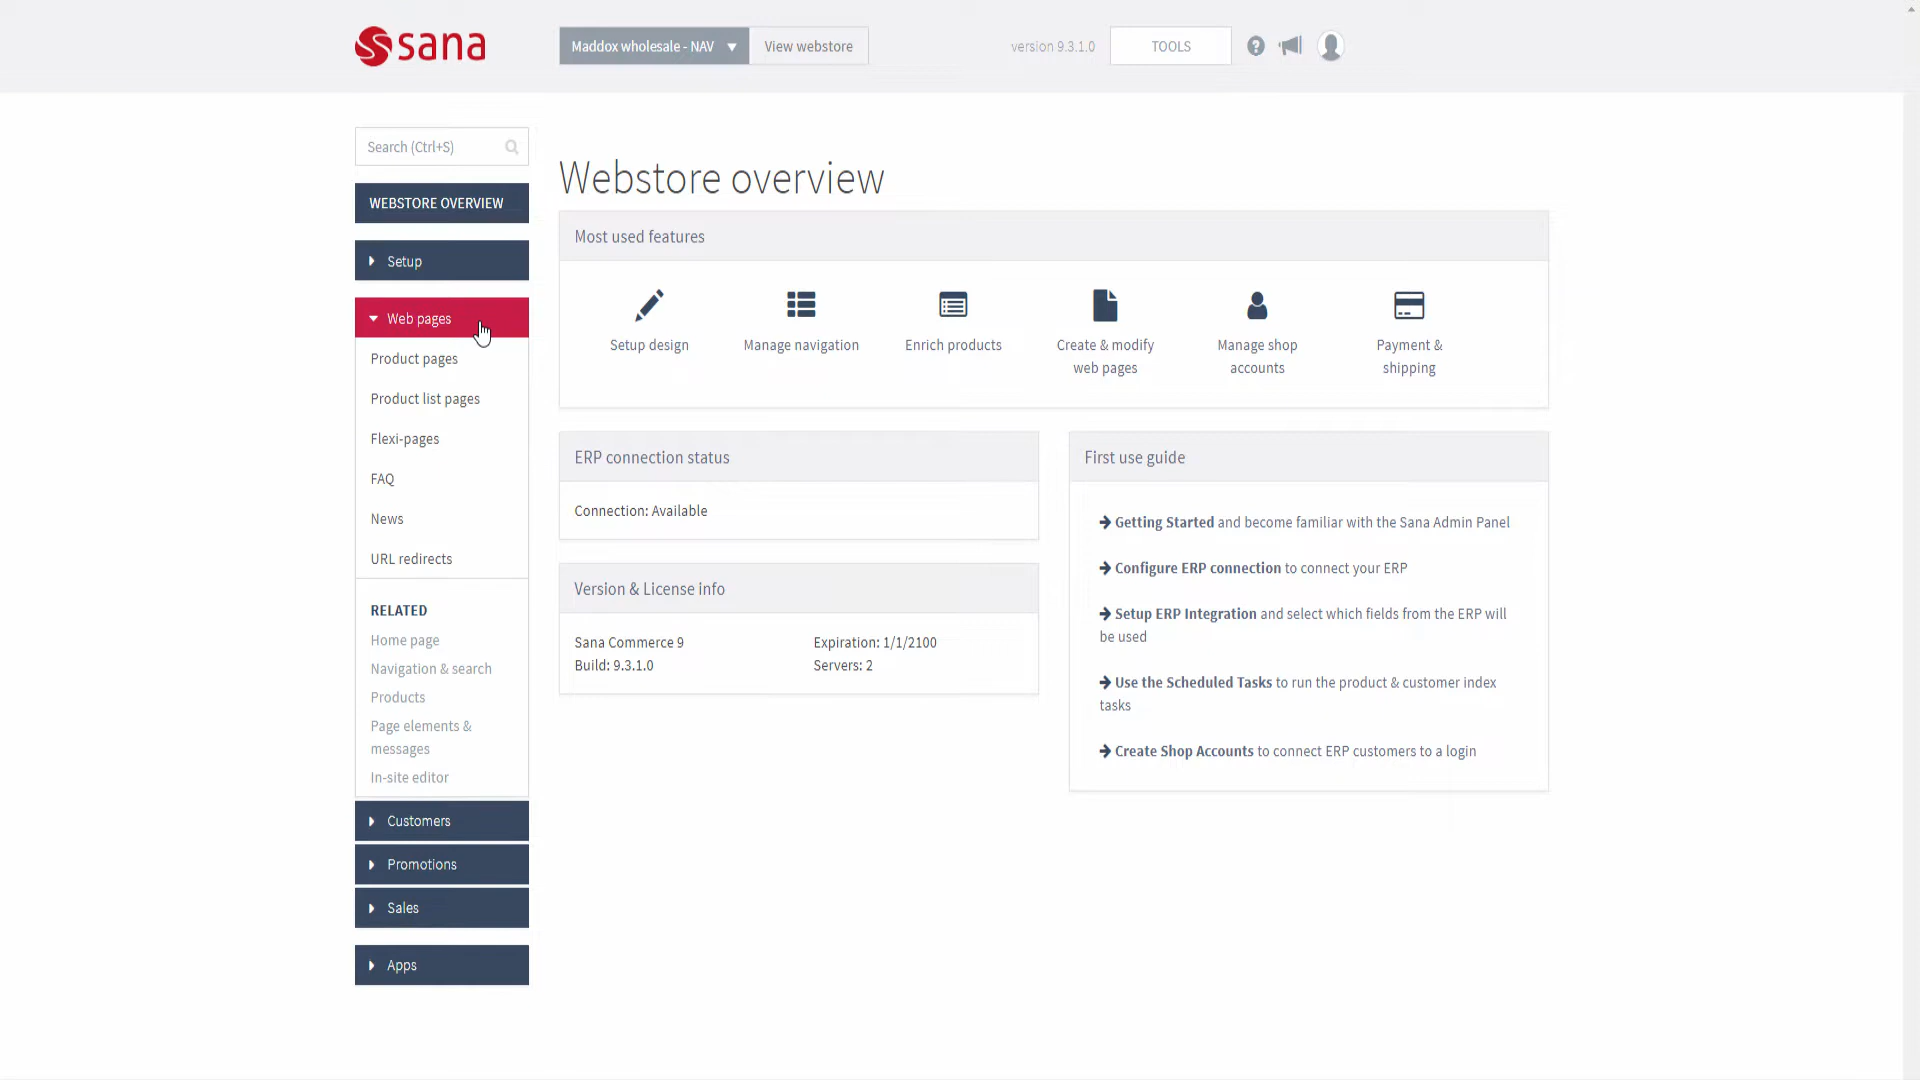 sana
Maddox wholesale - NAV
View webstore
version 9.3.1.0
TOOLS
?
Search (Ctrl+S)
WEBSTORE OVERVIEW
Setup
Web pages
Product pages
Product list pages
Flexi-pages
FAQ
News
URL redirects
RELATED
Home page
Navigation & search
Products
Page elements &
messages
In-site editor
Customers
Promotions
Sales
Apps
Webstore overview
Most used features
Setup design
Manage navigation
Enrich products
Create & modify
web pages
Manage shop
accounts
Payment &
shipping
ERP connection status
Connection: Available
Version & License info
Sana Commerce 9
Build: 9.3.1.0
Expiration: 1/1/2100
Servers: 2
First use guide
Getting Started and become familiar with the Sana Admin Panel
Configure ERP connection to connect your ERP
Setup ERP Integration and select which fields from the ERP will
be used
Use the Scheduled Tasks to run the product & customer index
tasks
Create Shop Accounts to connect ERP customers to a login